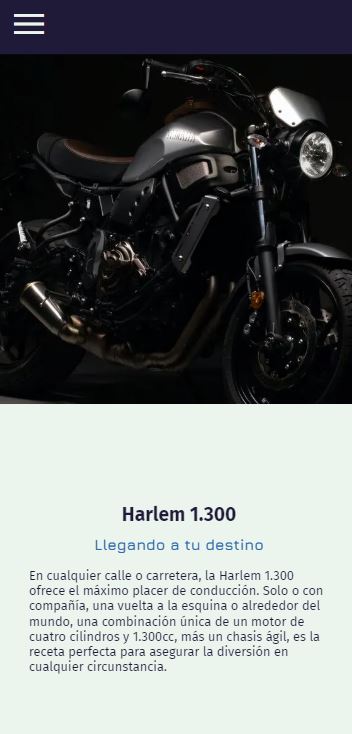 Harlem 1.300
Llegando a tu destino
En cualquier calle o carretera, la Harlem 1.300
ofrece el máximo placer de conducción. Solo o con
compañía, una vuelta a la esquina o alrededor del
mundo, una combinación única de un motor de
cuatro cilindros y 1.300cc, más un chasis ágil, es la
receta perfecta para asegurar la diversión en
cualquier circunstancia.